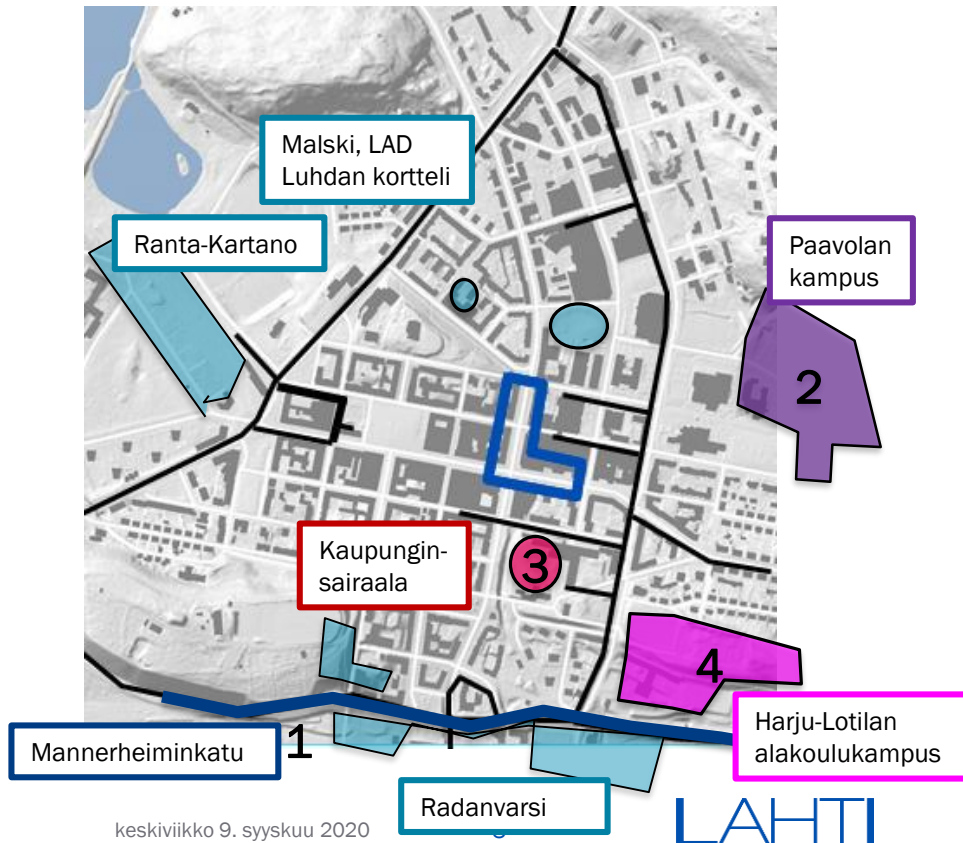 Malski, LAD
Luhdan kortteli
Ranta-Kartano
Paavolan
kampus
2
Kaupungin-
sairaala
3
4
Mannerheiminkatu
1
Harju-Lotilan
alakoulukampus
Radanvarsi
keskiviikko 9. syyskuu 2020
LAHTI